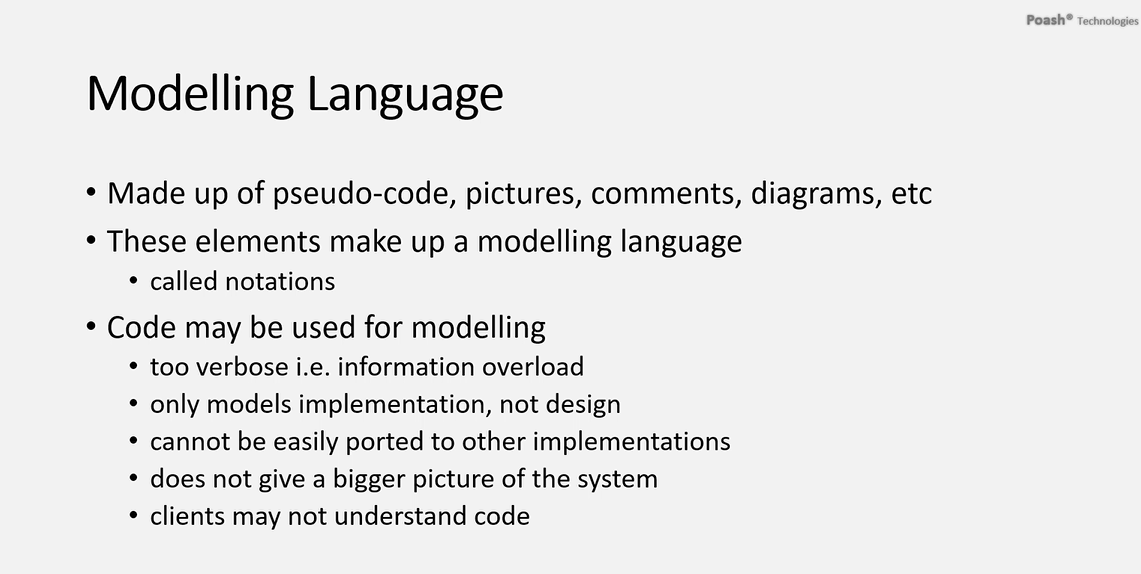 Poash® Technologies
Modelling Language
• Made up of pseudo-code, pictures, comments, diagrams, etc
• These elements make up a modelling language
• called notations
• Code may be used for modelling
• too verbose i.e. information overload
• only models implementation, not design
• cannot be easily ported to other implementations
• does not give a bigger picture of the system
• clients may not understand code